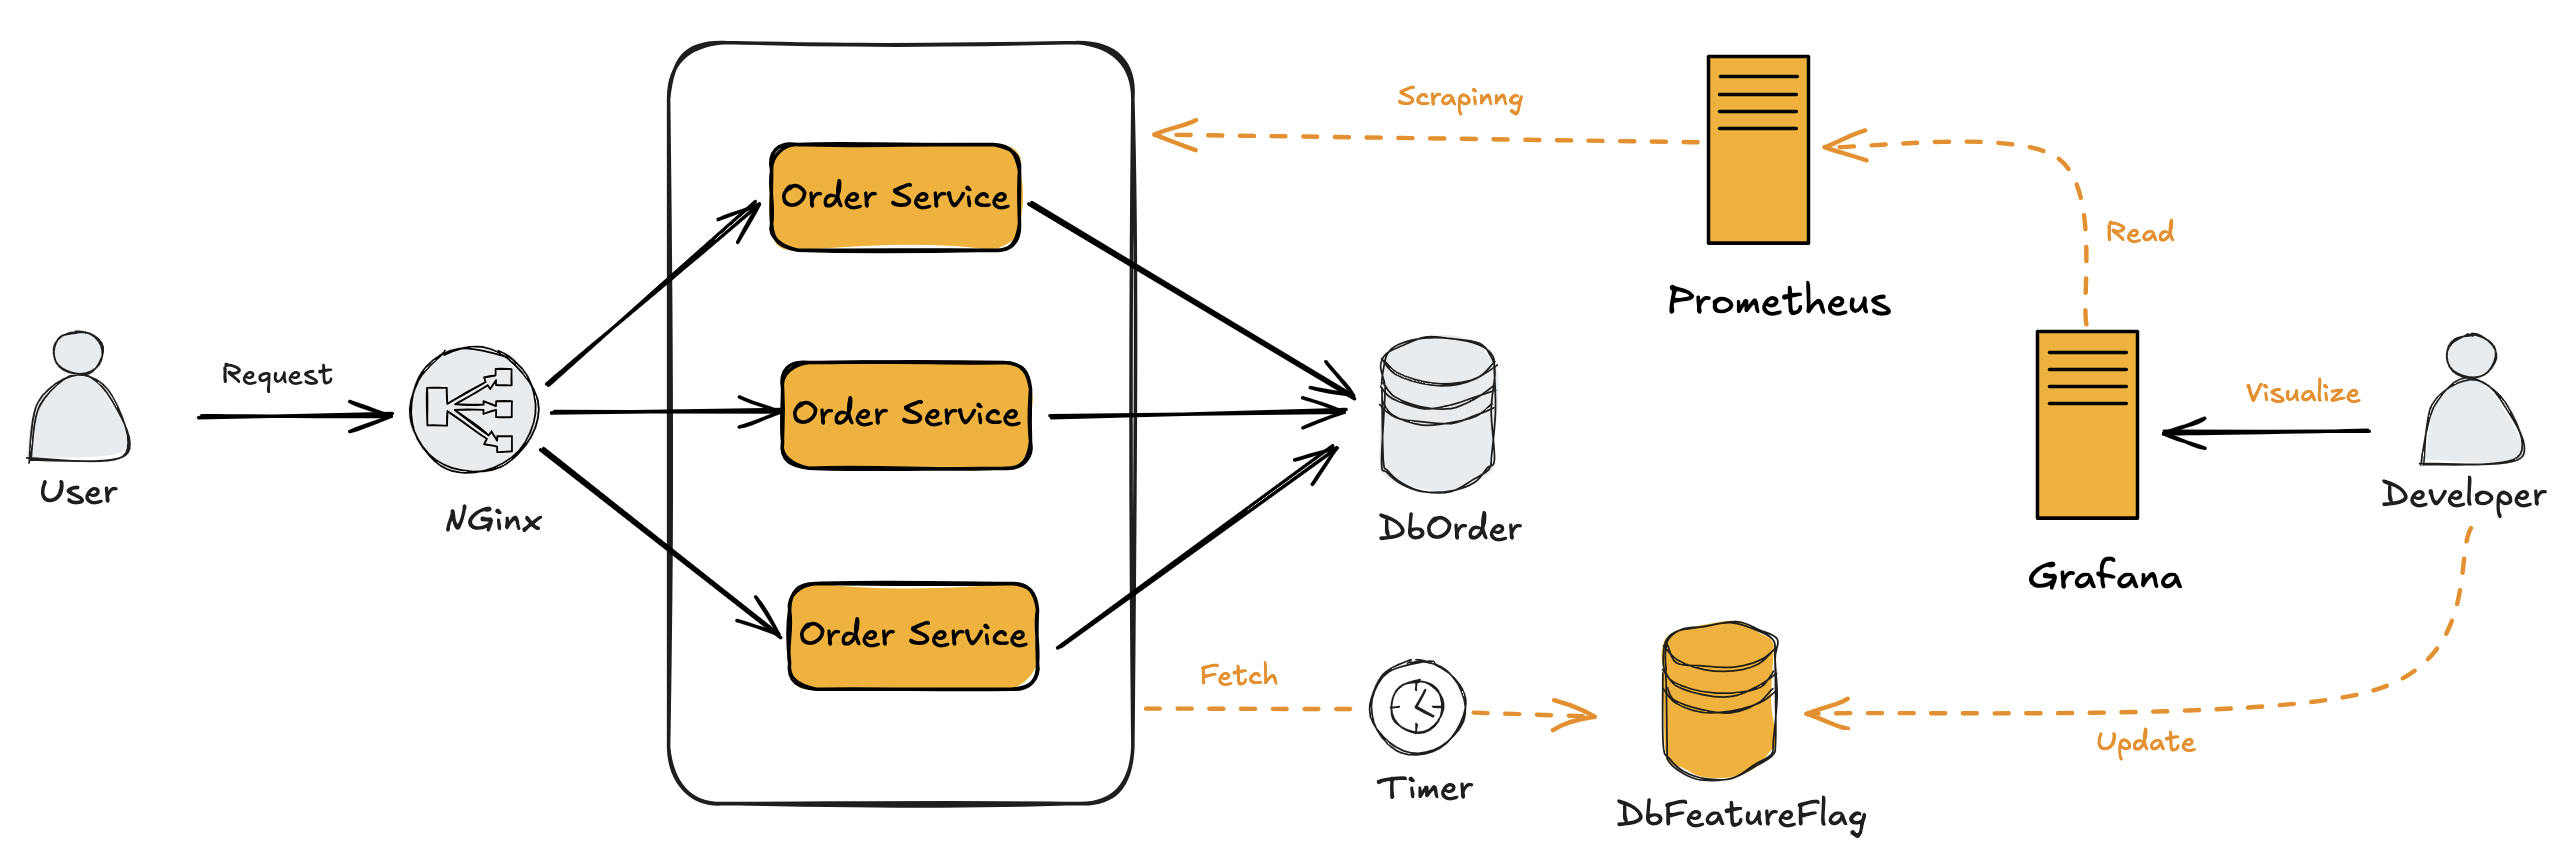 Order Service
Scrapinng
Prometheus
Read
Request
User
NGinx
Order Service
DbOrder
Visualize
Developer
Grafana
Order Service
Fetch
Timer
DbFeatureFlag
Update